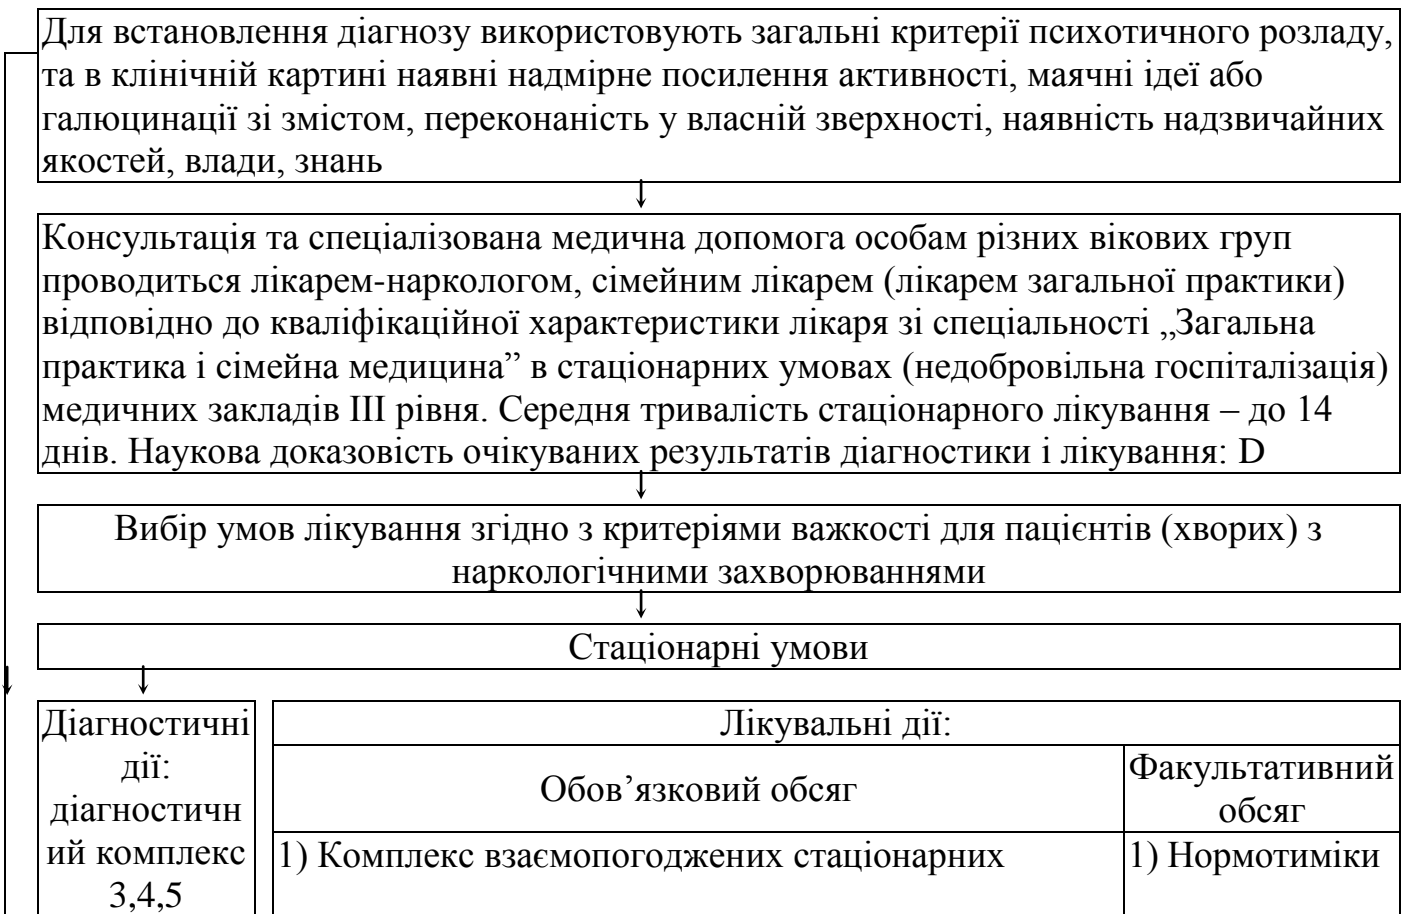 Для встановлення діагнозу використовують загальні критерії психотичного розладу,
та в клінічній картині наявні надмірне посилення активності, маячні ідеї або
галюцинації зі змістом, переконаність у власній зверхності, наявність надзвичайних
якостей, влади, знань
Консультація та спеціалізована медична допомога особам різних вікових груп
проводиться лікарем-наркологом, сімейним лікарем (лікарем загальної практики)
відповідно до кваліфікаційної характеристики лікаря зі спеціальності „Загальна
практика і сімейна медицина” в стаціонарних умовах (недобровільна госпіталізація)
медичних закладів III рівня. Середня тривалість стаціонарного лікування – до 14
днів. Наукова доказовість очікуваних результатів діагностики і лікування: D
Вибір умов лікування згідно з критеріями важкості для пацієнтів (хворих) з
наркологічними захворюваннями
Стаціонарні умови
Діагностичні
дії:
діагностичн
ий комплекс
3,4,5
Лікувальні дії:
Обов’язковий обсяг
Факультативний
обсяг
1) Комплекс взаємопогоджених стаціонарних
1) Нормотиміки